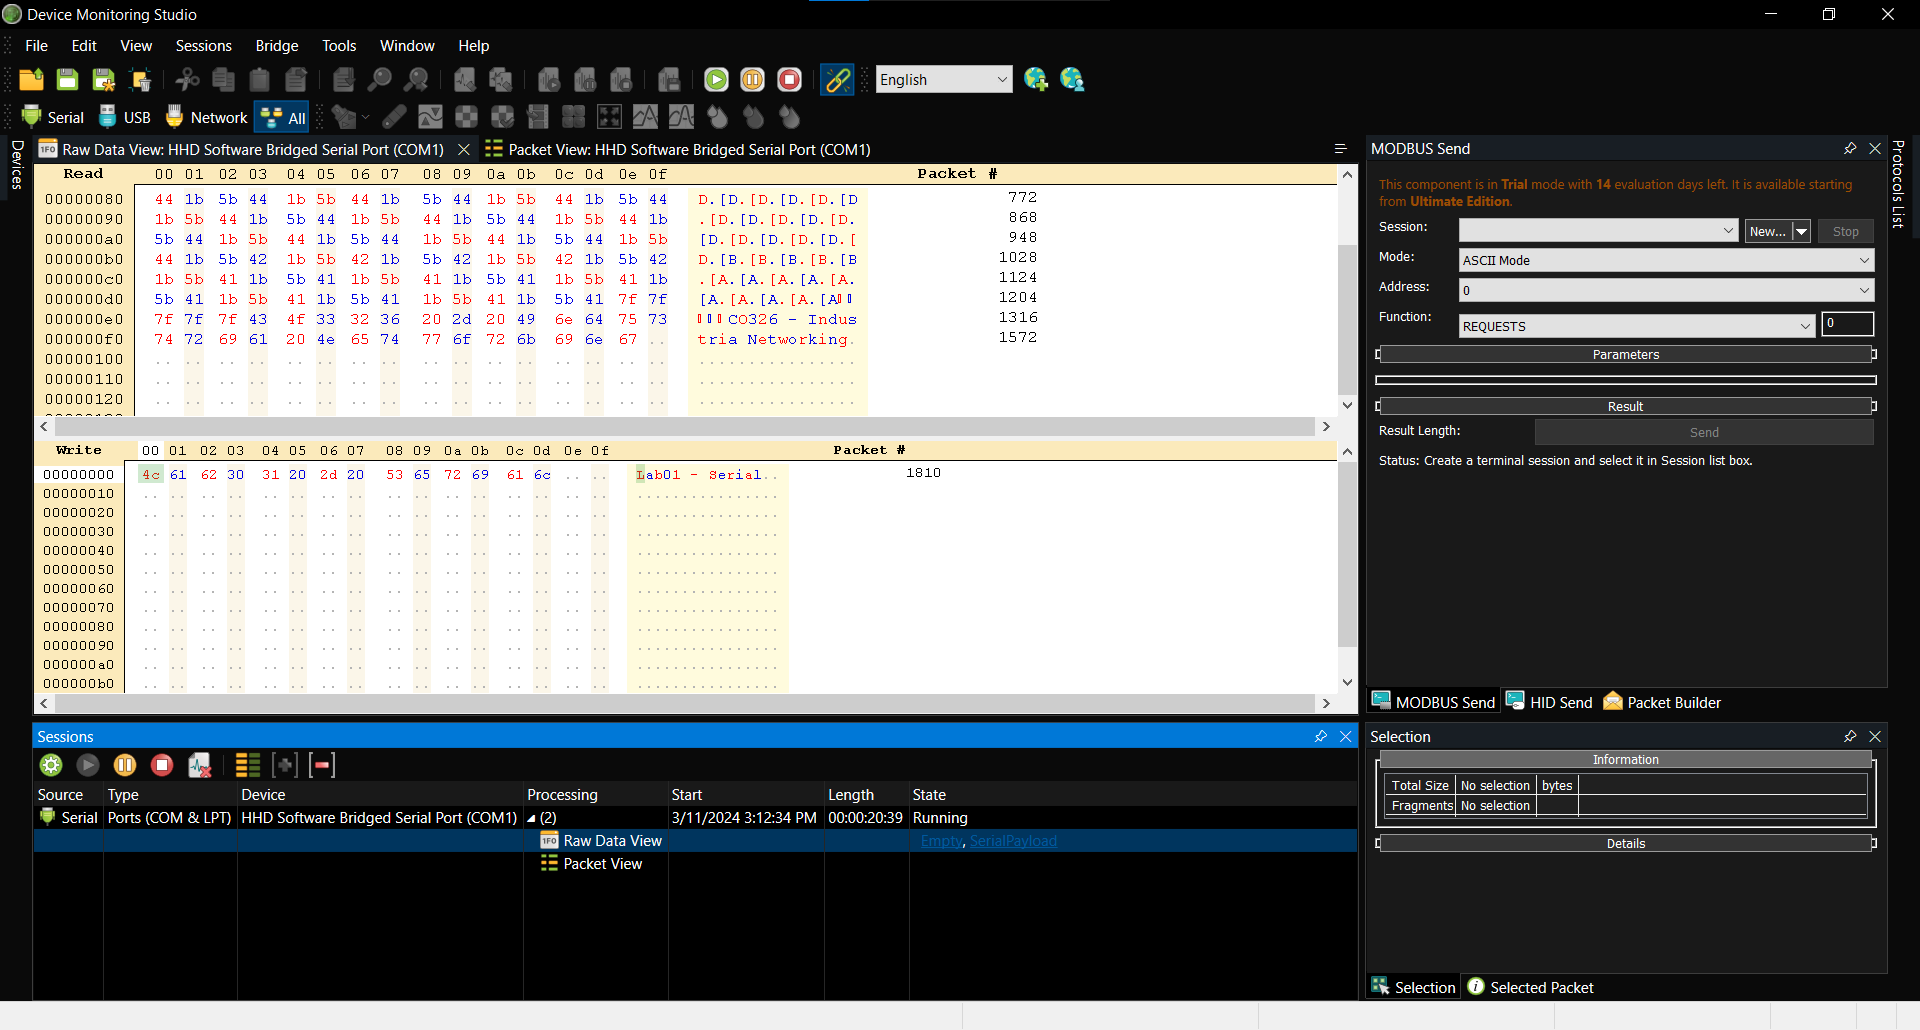 Device Monitoring Studio
File Edit View Sessions Bridge Tools Window Help
English
Serial USB Network All
Devices
Raw Data View: HHD Software Bridged Serial Port (COM1) Packet View: HHD Software Bridged Serial Port (COM1)
Read 00 01 02 03 04 05 06 07 08 09 0a 0b 0c 0d 0e 0f Packet #
00000080 44 1b 5b 44 1b 5b 44 1b 5b 44 1b 5b 44 1b 5b 44 D.[D.[D.[D.[D.[D 772
00000090 1b 5b 44 1b 5b 44 1b 5b 44 1b 5b 44 1b 5b 44 1b .[D.[D.[D.[D.[D. 868
000000a0 5b 44 1b 5b 44 1b 5b 44 1b 5b 44 1b 5b 44 1b 5b [D.[D.[D.[D.[D.[ 948
000000b0 44 1b 5b 42 1b 5b 42 1b 5b 42 1b 5b 42 1b 5b 42 D.[B.[B.[B.[B.[B 1028
000000c0 1b 5b 41 1b 5b 41 1b 5b 41 1b 5b 41 1b 5b 41 1b .[A.[A.[A.[A.[A. 1124
000000d0 5b 41 1b 5b 41 1b 5b 41 1b 5b 41 1b 5b 41 7f 7f [A.[A.[A.[A.[A 1204
000000e0 7f 7f 7f 43 4f 33 32 36 20 2d 20 49 6e 64 75 73 CO326 - Indus 1316
000000f0 74 72 69 61 20 4e 65 74 77 6f 72 6b 69 6e 67 .. tria Networking. 1572
00000100
00000110
00000120
Write 00 01 02 03 04 05 06 07 08 09 0a 0b 0c 0d 0e 0f Packet #
00000000 4c 61 62 30 31 20 2d 20 53 65 72 69 61 6c .. .. Lab01 - Serial.. 1810
00000010
00000020
00000030
00000040
00000050
00000060
00000070
00000080
00000090
000000a0
000000b0
MODBUS Send
This component is in Trial mode with 14 evaluation days left. It is available starting
from Ultimate Edition.
Session: New... Stop
Mode: ASCII Mode
Address: 0
Function: REQUESTS 0
Parameters
Result
Result Length: Send
Status: Create a terminal session and select it in Session list box.
MODBUS Send HID Send Packet Builder
Protocols List
Sessions
Source Type Device Processing Start Length State
Serial Ports (COM & LPT) HHD Software Bridged Serial Port (COM1) (2) 3/11/2024 3:12:34 PM 00:00:20:39 Running
Raw Data View Empty, SerialPayload
Packet View
Selection
Information
Total Size No selection bytes
Fragments No selection
Details
Selection Selected Packet